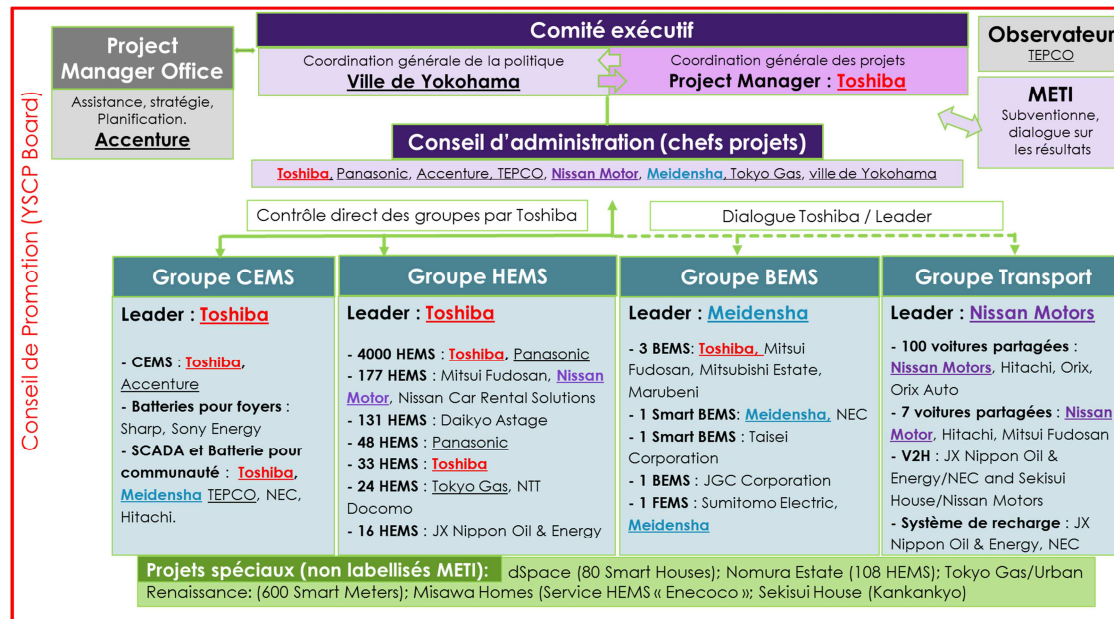 Conseil de Promotion (YSCP Board)
Project
Manager Office
Assistance, stratégie,
Planification.
Accenture
Comité exécutif
Coordination générale de la politique
Ville de Yokohama
Coordination générale des projets
Project Manager : Toshiba
Observateur
TEPCO
METI
Subventionne,
dialogue sur
les résultats
Conseil d'administration (chefs projets)
Toshiba, Panasonic, Accenture, TEPCO, Nissan Motor, Meidensha, Tokyo Gas, ville de Yokohama
Contrôle direct des groupes par Toshiba
Dialogue Toshiba / Leader
Groupe CEMS
Leader : Toshiba
- CEMS : Toshiba,
Accenture
- Batteries pour foyers :
Sharp, Sony Energy
- SCADA et Batterie pour
communauté : Toshiba,
Meidensha TEPCO, NEC,
Hitachi.
Groupe HEMS
Leader : Toshiba
- 4000 HEMS : Toshiba, Panasonic
- 177 HEMS : Mitsui Fudosan, Nissan
Motor, Nissan Car Rental Solutions
- 131 HEMS : Daikyo Astage
- 48 HEMS : Panasonic
- 33 HEMS : Toshiba
- 24 HEMS : Tokyo Gas, NTT
Docomo
- 16 HEMS : JX Nippon Oil & Energy
Groupe BEMS
Leader : Meidensha
- 3 BEMS: Toshiba, Mitsui
Fudosan, Mitsubishi Estate,
Marubeni
- 1 Smart BEMS: Meidensha, NEC
- 1 Smart BEMS : Taisei
Corporation
- 1 BEMS : JGC Corporation
- 1 FEMS : Sumitomo Electric,
Meidensha
Groupe Transport
Leader : Nissan Motors
- 100 voitures partagées :
Nissan Motors, Hitachi, Orix,
Orix Auto
- 7 voitures partagées : Nissan
Motor, Hitachi, Mitsui Fudosan
- V2H : JX Nippon Oil &
Energy/NEC and Sekisui
House/Nissan Motors
- Système de recharge : JX
Nippon Oil & Energy, NEC
Projets spéciaux (non labellisés METI): dSpace (80 Smart Houses); Nomura Estate (108 HEMS); Tokyo Gas/Urban
Renaissance: (600 Smart Meters); Misawa Homes (Service HEMS « Enecoco »; Sekisui House (Kankankyo)